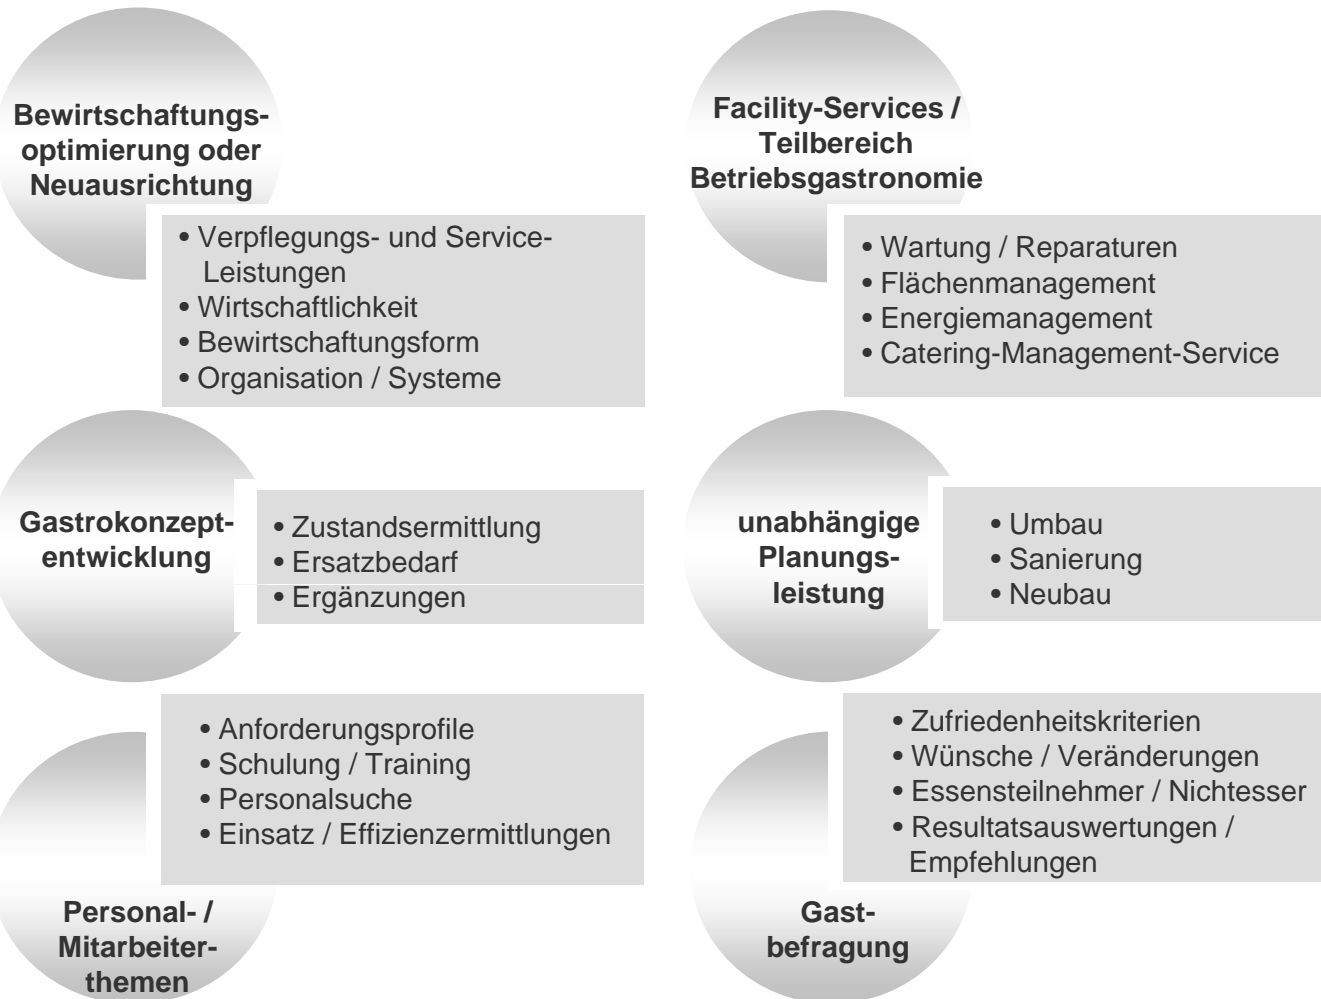 Bewirtschaftungs-
optimierung oder
Neuausrichtung
• Verpflegungs- und Service-
Leistungen
• Wirtschaftlichkeit
• Bewirtschaftungsform
• Organisation / Systeme
Facility-Services /
Teilbereich
Betriebsgastronomie
• Wartung / Reparaturen
• Flächenmanagement
• Energiemanagement
• Catering-Management-Service
Gastrokonzept-
entwicklung
• Zustandsermittlung
• Ersatzbedarf
• Ergänzungen
unabhängige
Planungs-
leistung
• Umbau
• Sanierung
• Neubau
• Anforderungsprofile
• Schulung / Training
• Personalsuche
• Einsatz / Effizienzermittlungen
Personal- /
Mitarbeiter-
themen
• Zufriedenheitskriterien
• Wünsche / Veränderungen
• Essensteilnehmer / Nichtesser
• Resultatsauswertungen /
Empfehlungen
Gast-
befragung